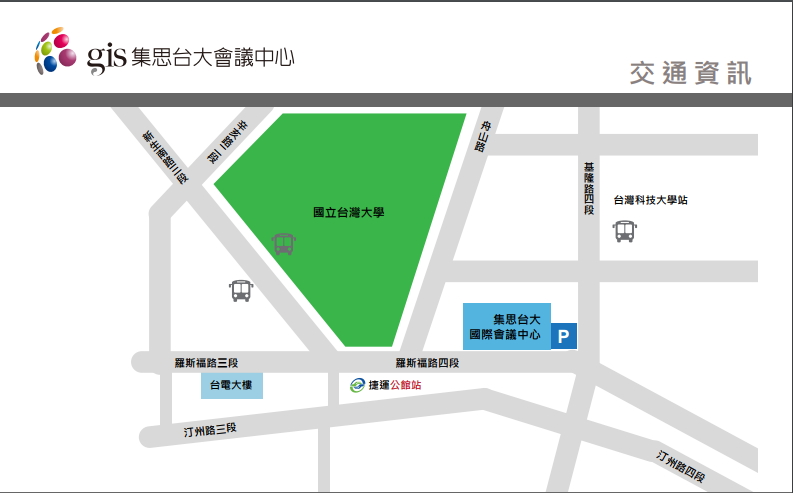 gis 集思台大會議中心
交通資訊
新生南路三段
辛亥路一段
舟山路
基隆路四段
台灣科技大學站
國立台灣大學
集思台大
國際會議中心
P
羅斯福路三段
羅斯福路四段
台電大樓
捷運公館站
汀州路三段
汀州路四段